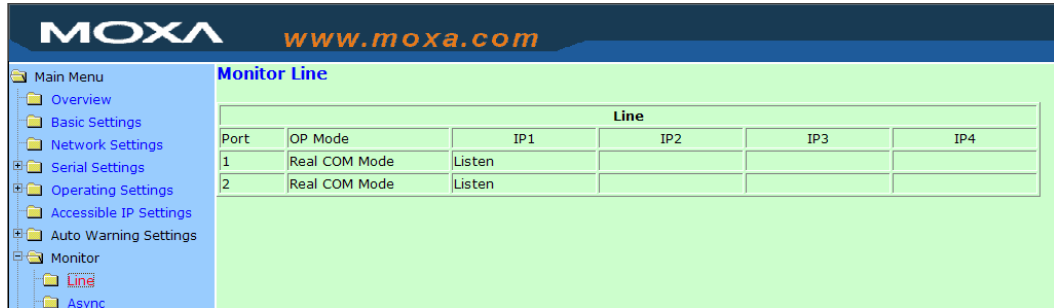 MOXA www.moxa.com
Main Menu
Overview
Basic Settings
Network Settings
Serial Settings
Operating Settings
Accessible IP Settings
Auto Warning Settings
Monitor
Line
Async
Monitor Line
Line
Port OP Mode IP1 IP2 IP3 IP4
1 Real COM Mode Listen
2 Real COM Mode Listen